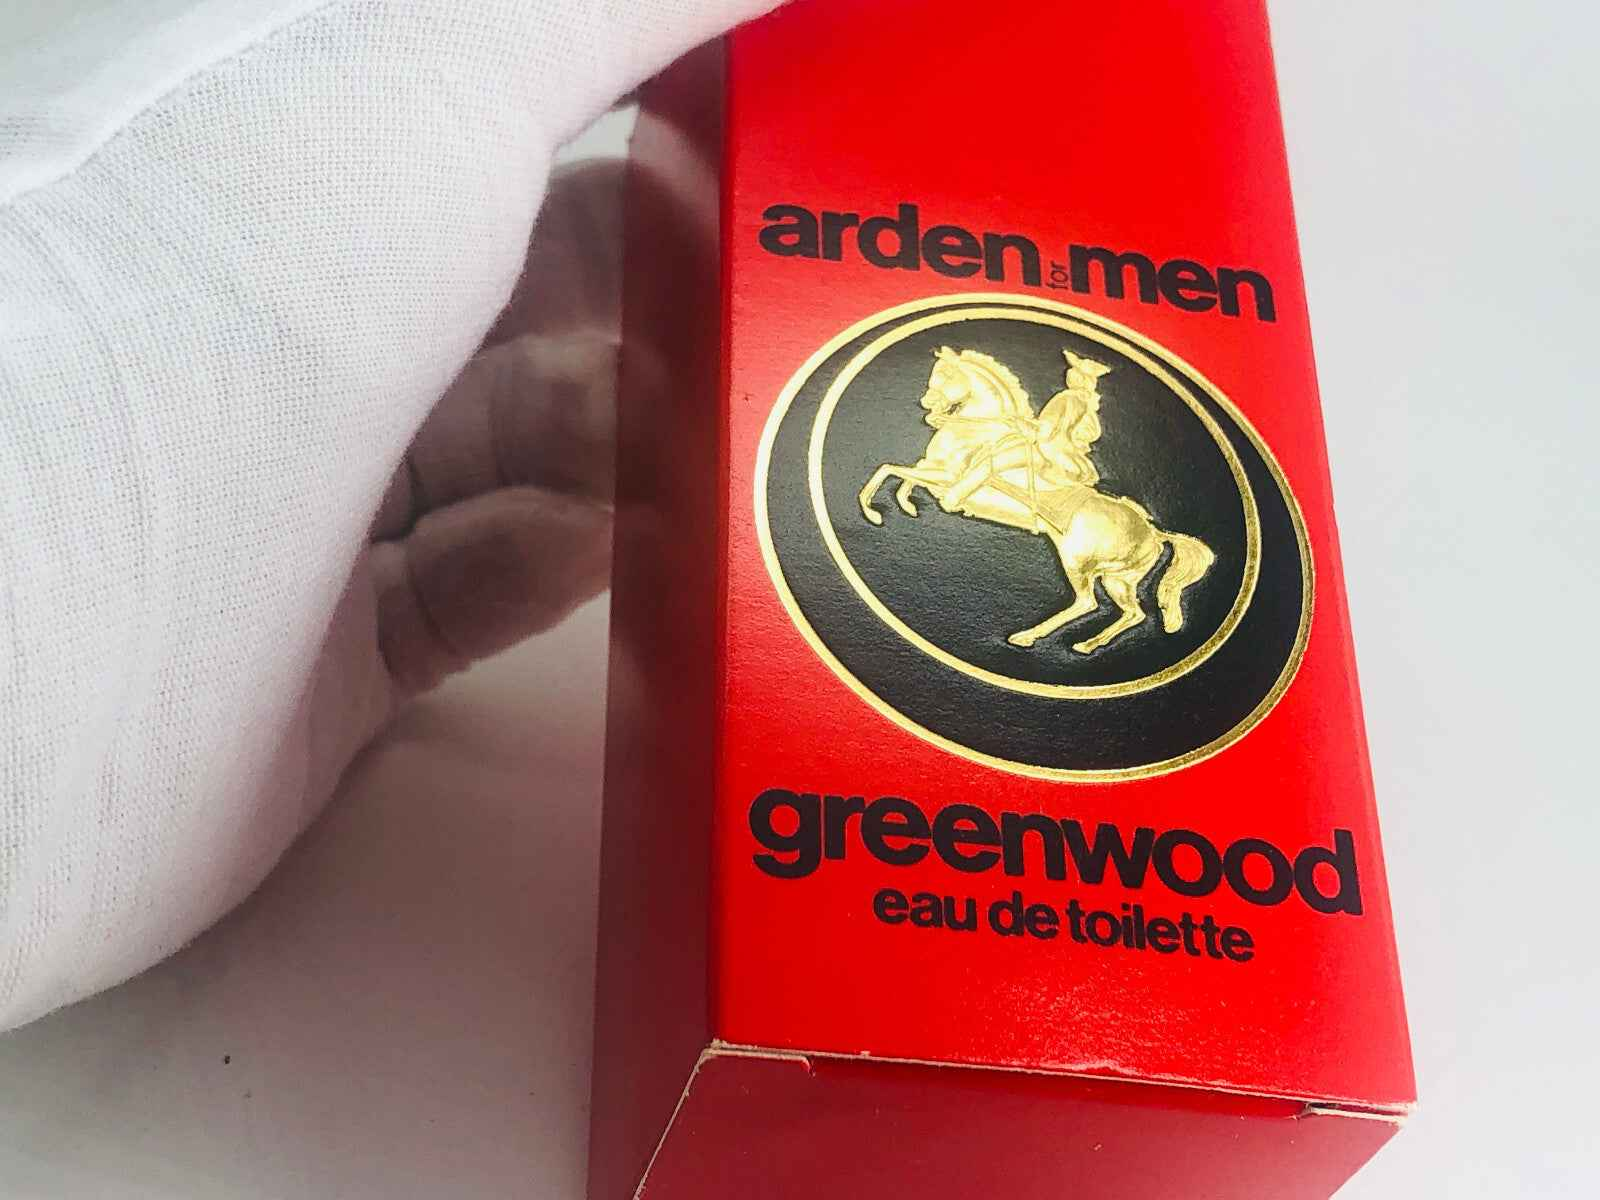 arden for men
greenwood
eau de toilette